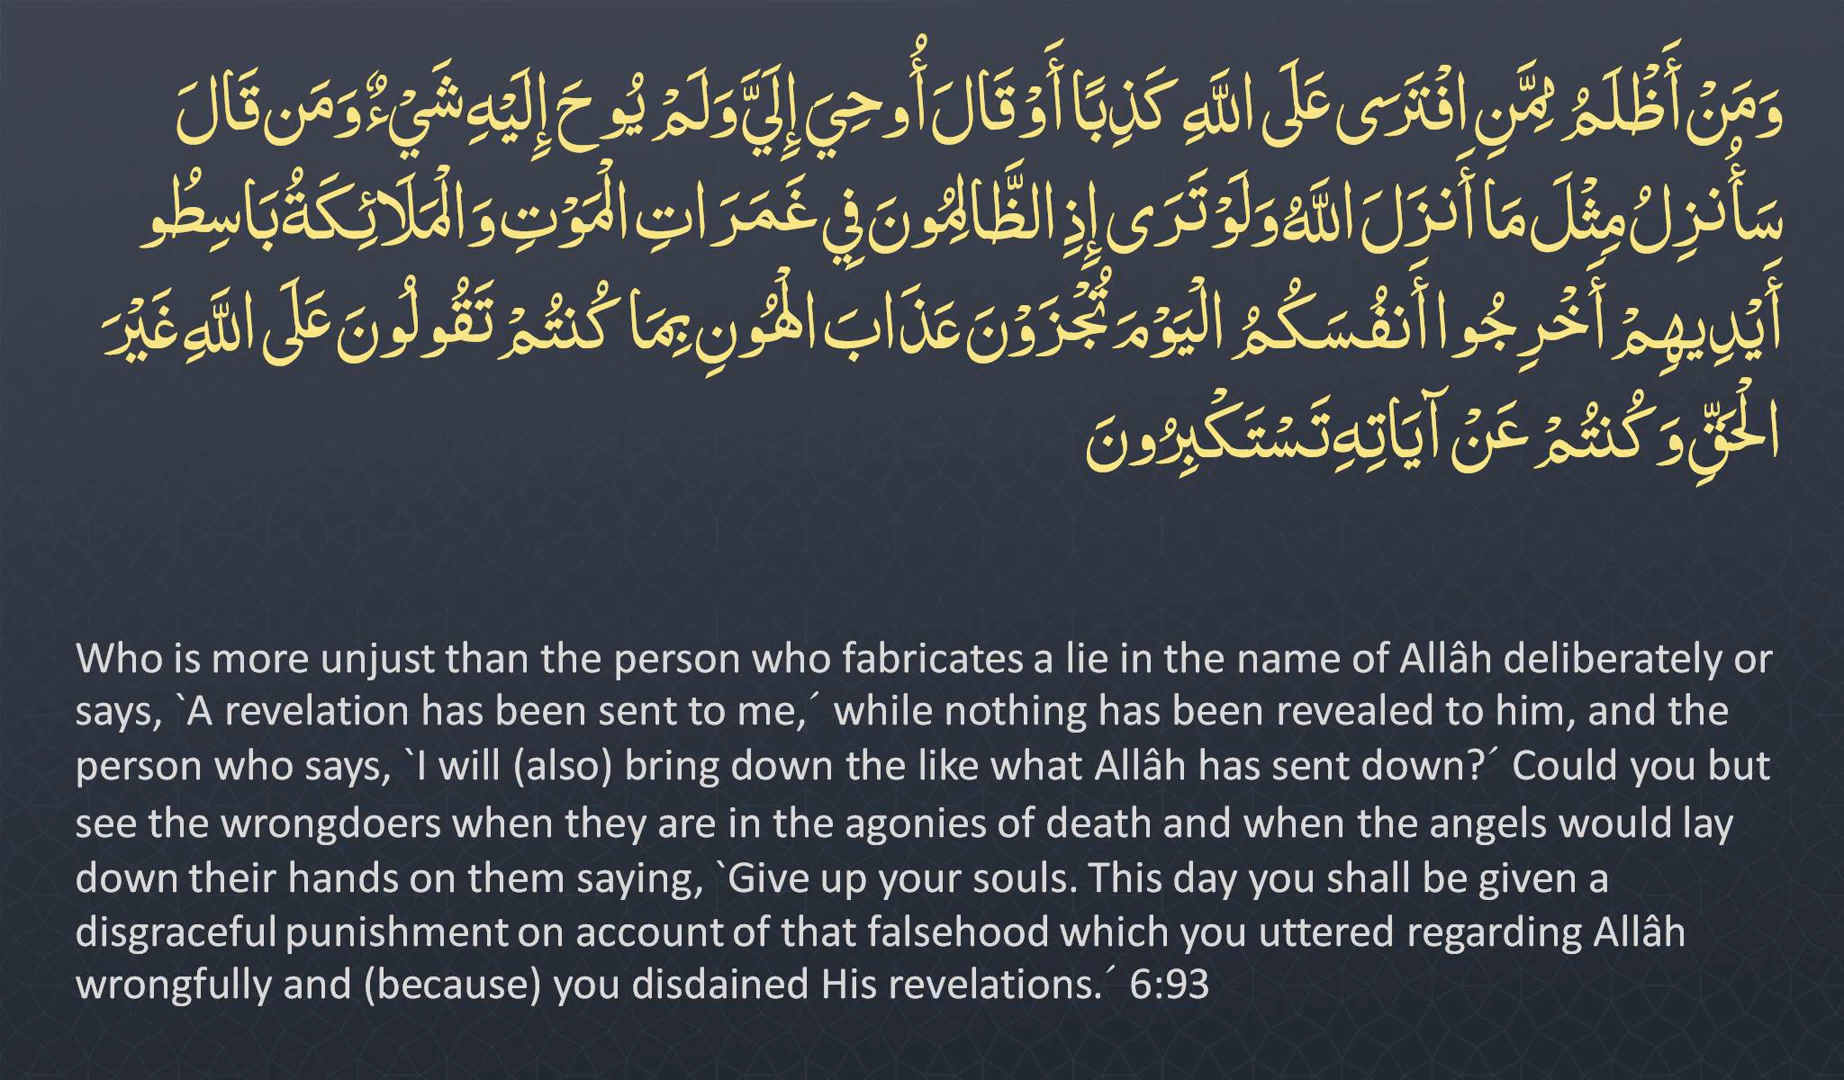 وَمَنْ أَظْلَمُ مِمَّنِ افْتَرَى عَلَى اللَّهِ كَذِبًا أَوْ قَالَ أُوحِيَ إِلَيَّ وَلَمْ يُوحَ إِلَيْهِ شَيْءٌ وَمَن قَالَ
سَأُنزِلُ مِثْلَ مَا أَنزَلَ اللَّهُ وَلَوْ تَرَى إِذِ الظَّالِمُونَ فِي غَمَرَاتِ الْمَوْتِ وَالْمَلَائِكَةُ بَاسِطُو
أَيْدِيهِمْ أَخْرِجُوا أَنفُسَكُمُ الْيَوْمَ تُجْزَوْنَ عَذَابَ الْهُونِ بِمَا كُنتُمْ تَقُولُونَ عَلَى اللَّهِ غَيْرَ
الْحَقِّ وَكُنتُمْ عَنْ آيَاتِهِ تَسْتَكْبِرُونَ
Who is more unjust than the person who fabricates a lie in the name of Allâh deliberately or
says, `A revelation has been sent to me,´ while nothing has been revealed to him, and the
person who says, `I will (also) bring down the like what Allâh has sent down?´ Could you but
see the wrongdoers when they are in the agonies of death and when the angels would lay
down their hands on them saying, `Give up your souls. This day you shall be given a
disgraceful punishment on account of that falsehood which you uttered regarding Allâh
wrongfully and (because) you disdained His revelations.´ 6:93